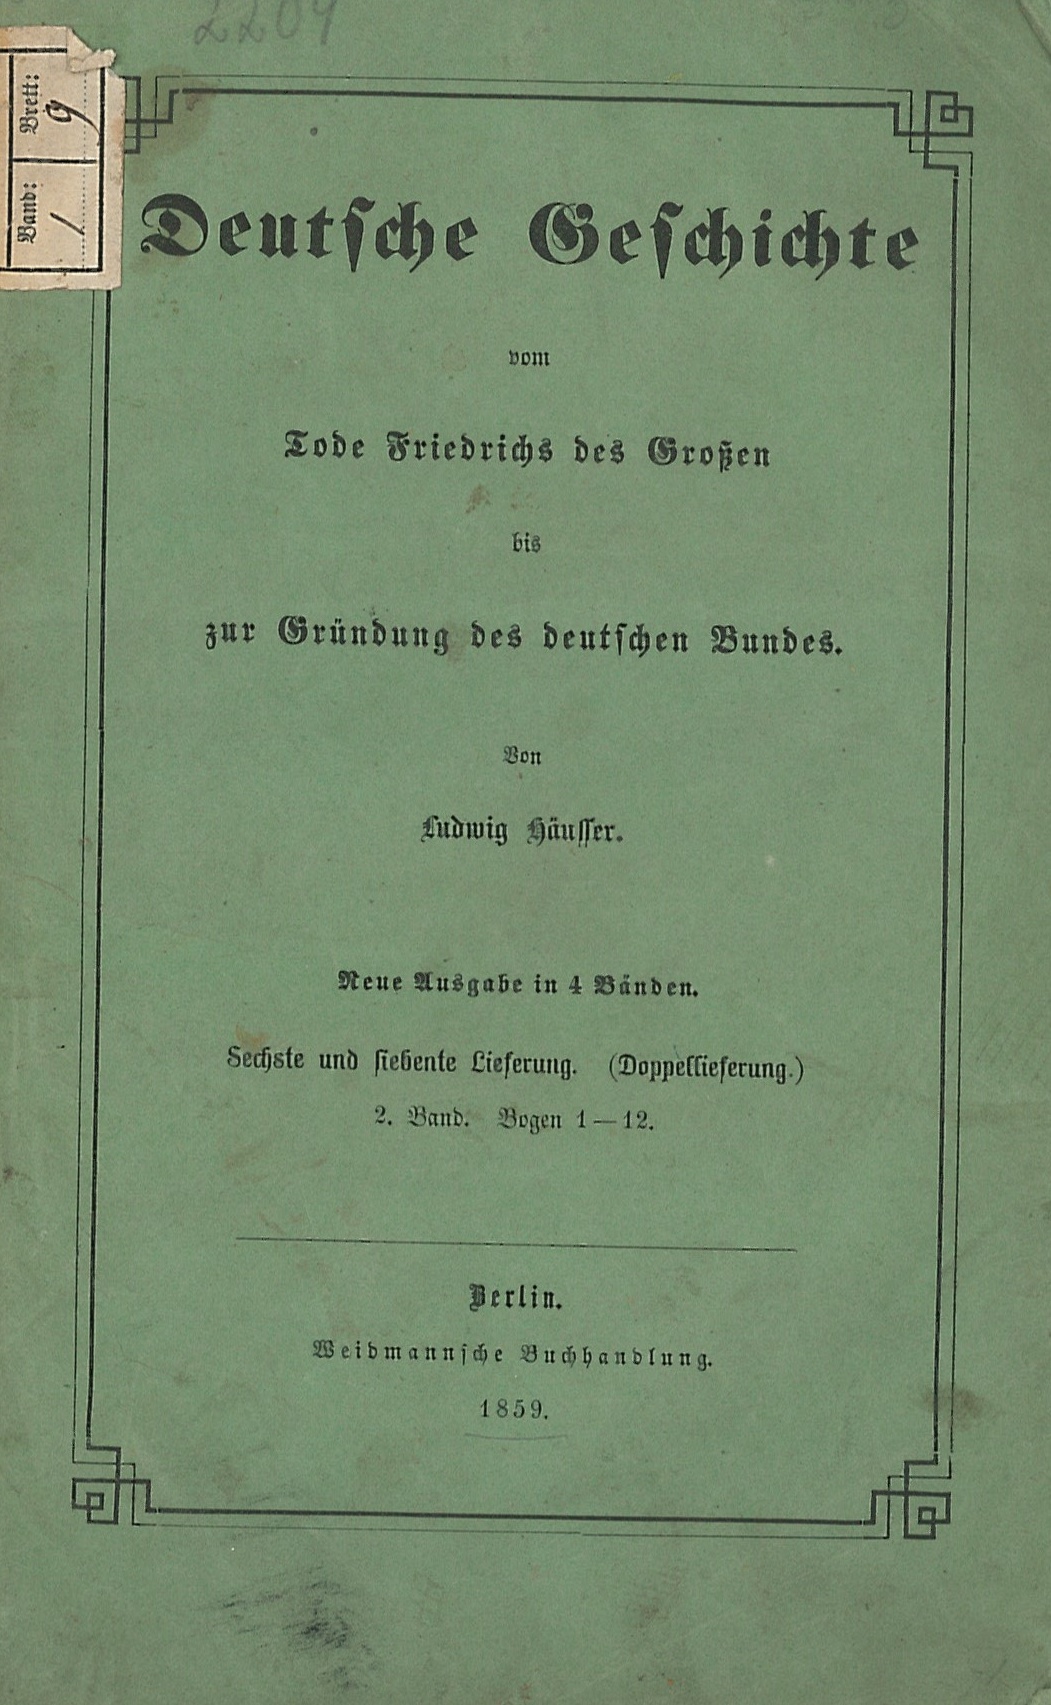 2204
Brett: 9
Band: 1
Deutsche Geschichte
vom
Tode Friedrichs des Großen
bis
zur Gründung des deutschen Bundes.
Von
Ludwig Häusser.
Neue Ausgabe in 4 Bänden.
Sechste und siebente Lieferung. (Doppellieferung.)
2. Band. Bogen 1—12.
Berlin.
Weidmannsche Buchhandlung.
1859.